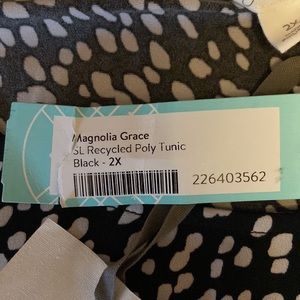 Magnolia Grace
SL Recycled Poly Tunic
Black - 2X
226403562